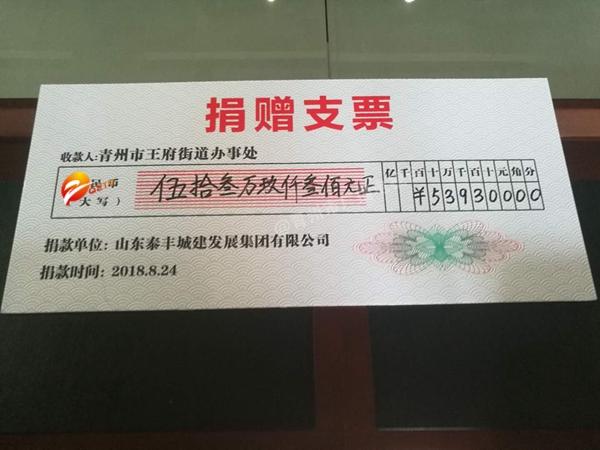 捐赠支票
收款人:青州市王府街道办事处
民币 伍拾叁万玖仟叁佰元正 亿千百十万千百十元角分
大写） ¥53930000
捐款单位: 山东泰丰城建发展集团有限公司
捐款时间: 2018.8.24